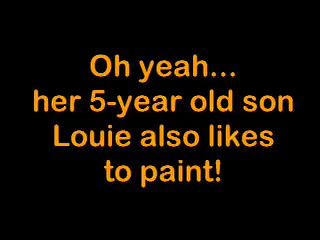 Oh yeah...
her 5-year old son
Louie also likes
to paint!